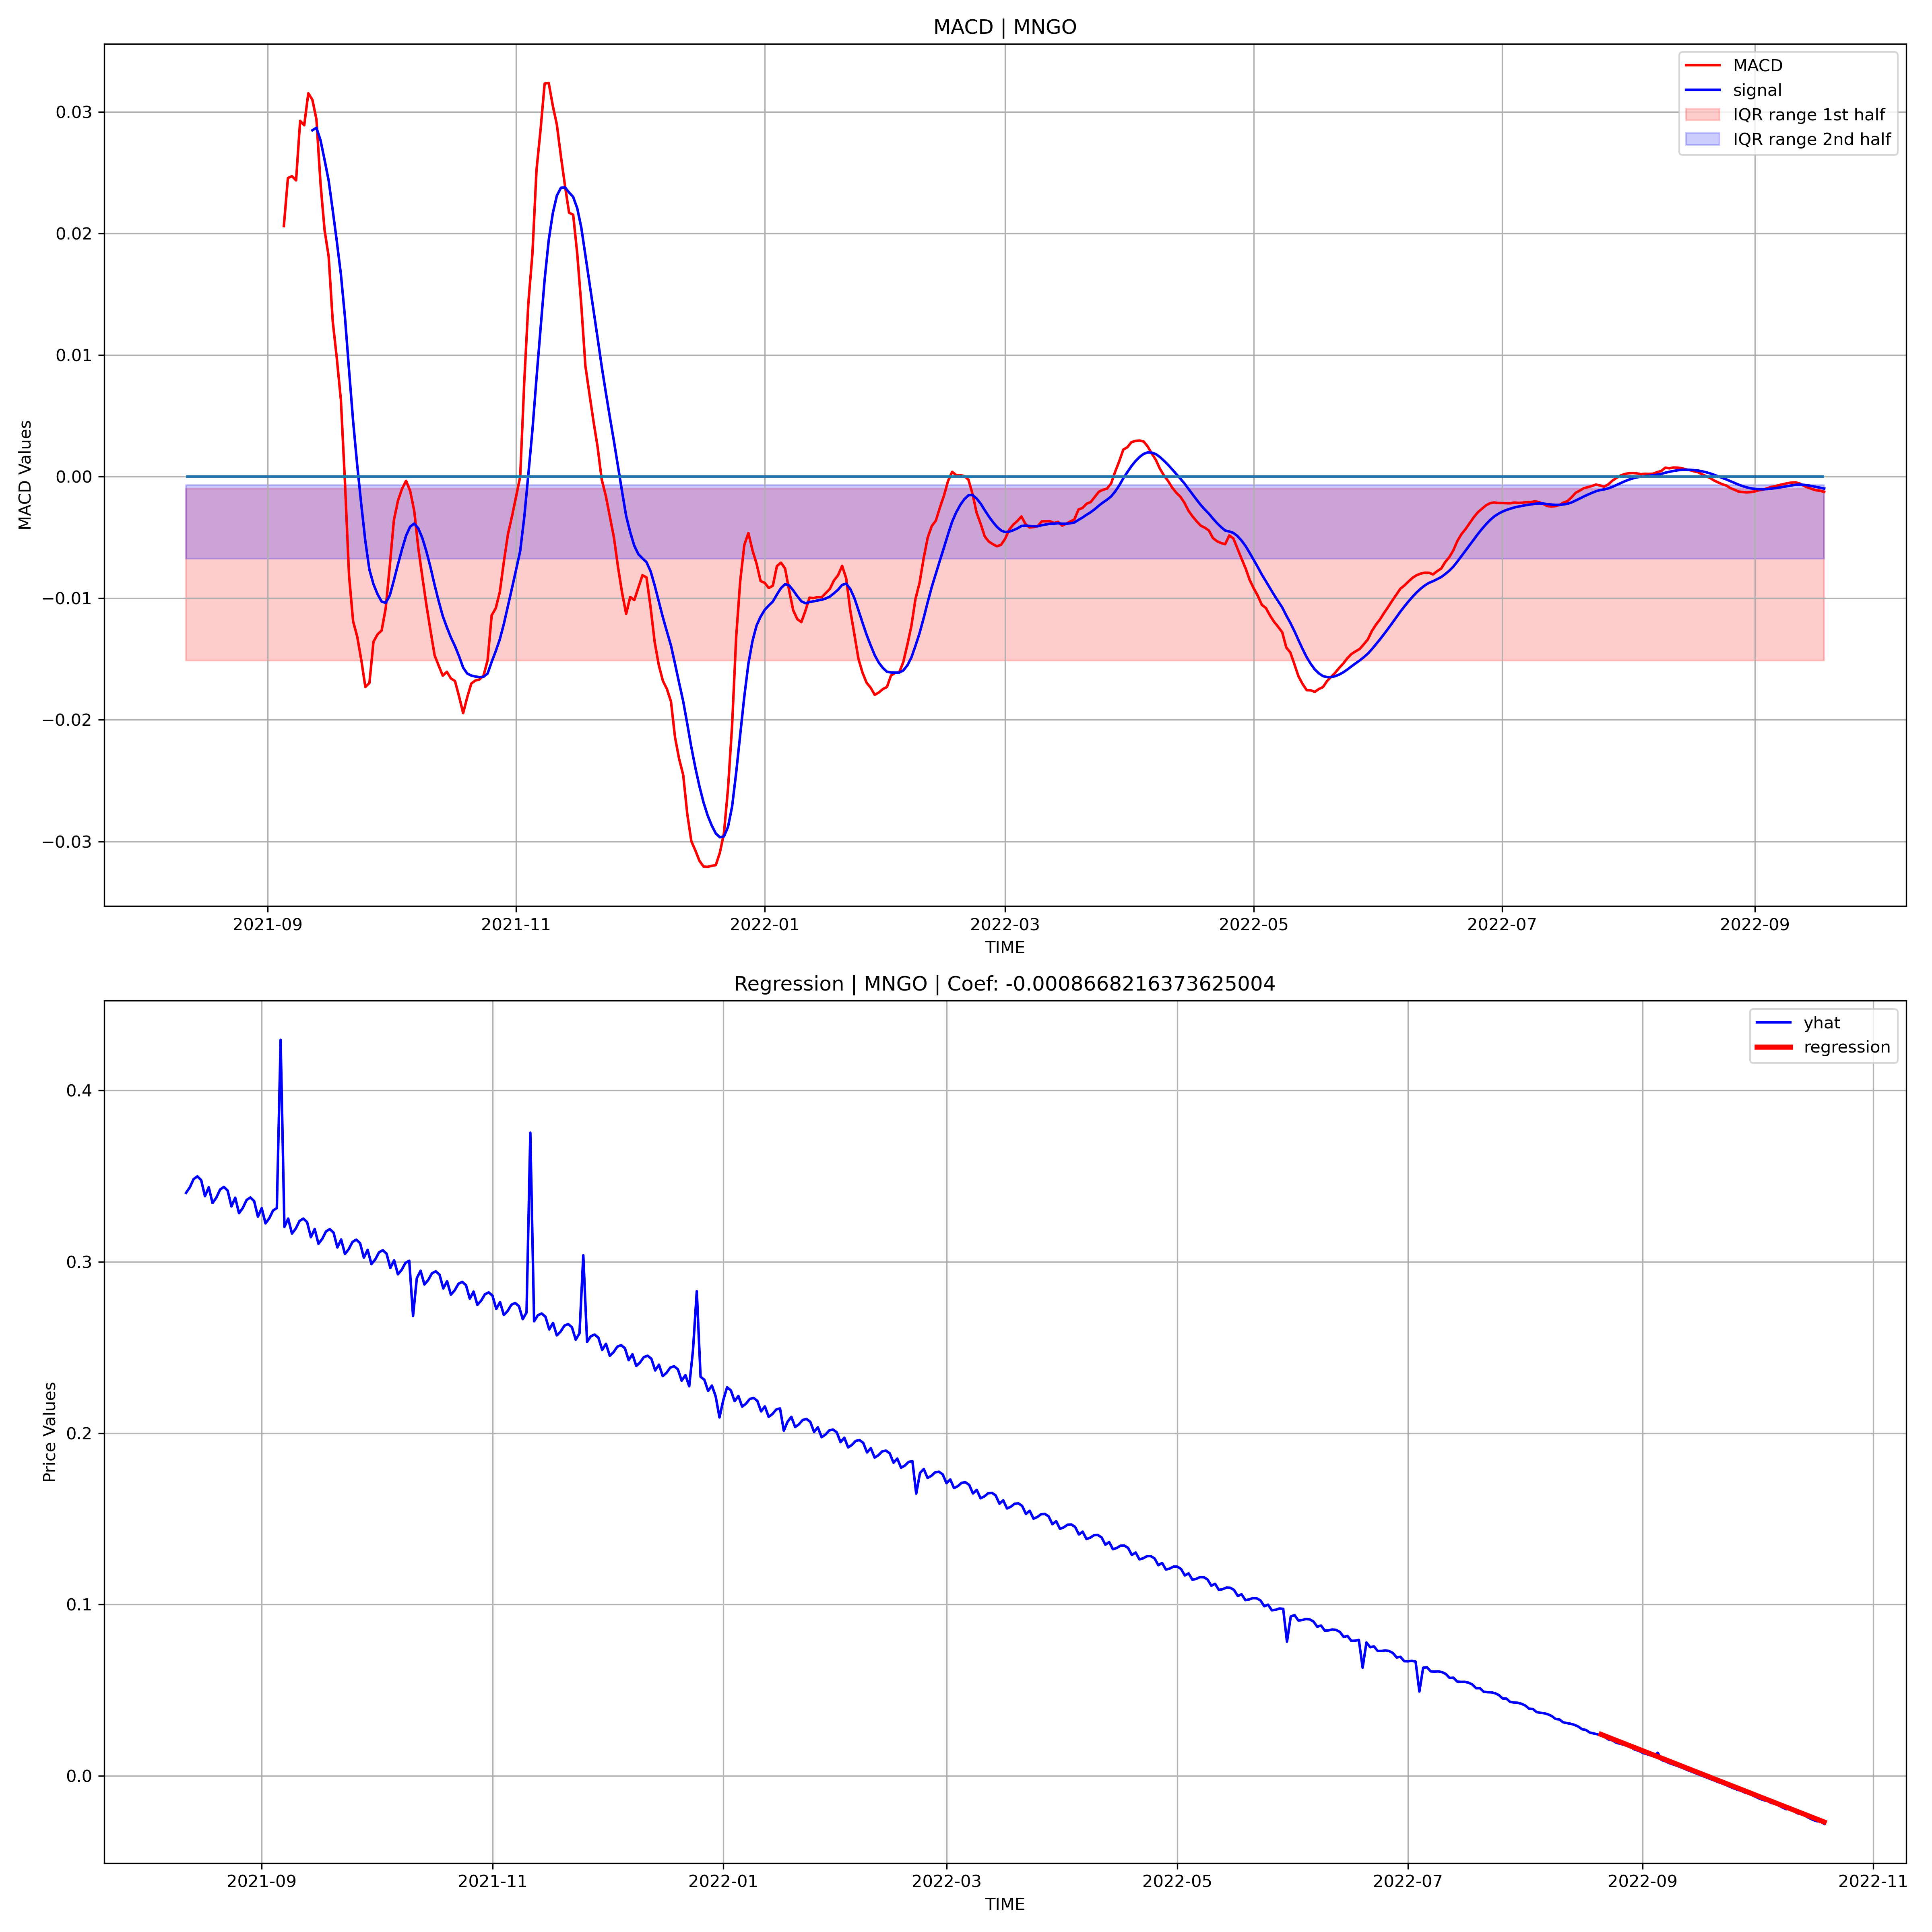 MACD | MNGO
MACD
signal
IQR range 1st half
IQR range 2nd half
0.03
0.02
0.01
0.00
−0.01
−0.02
−0.03
MACD Values
2021-09 2021-11 2022-01 2022-03 2022-05 2022-07 2022-09
TIME
Regression | MNGO | Coef: -0.0008668216373625004
yhat
regression
0.4
0.3
0.2
0.1
0.0
Price Values
2021-09 2021-11 2022-01 2022-03 2022-05 2022-07 2022-09 2022-11
TIME